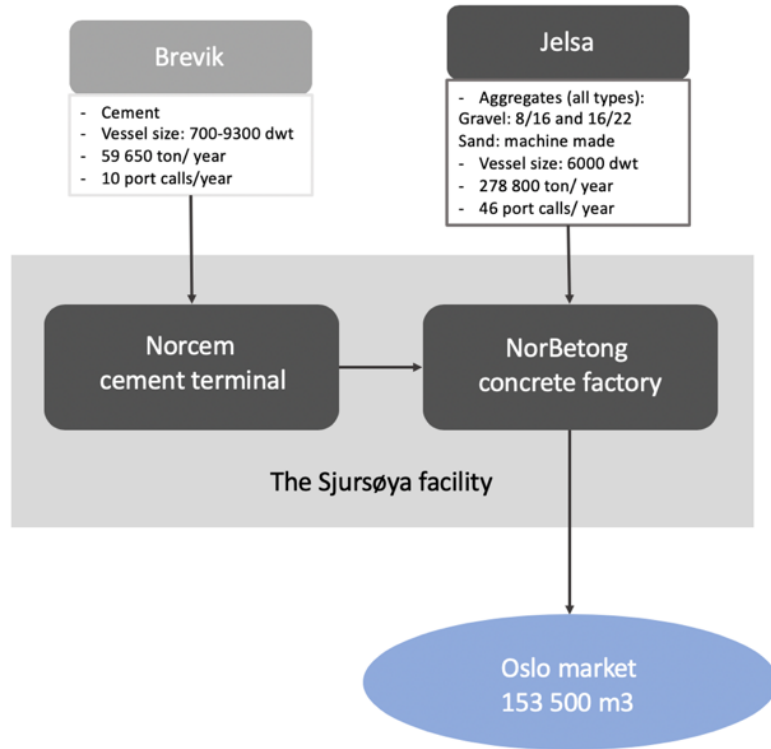 Brevik
- Cement
- Vessel size: 700-9300 dwt
- 59 650 ton/ year
- 10 port calls/year
Jelsa
- Aggregates (all types):
Gravel: 8/16 and 16/22
Sand: machine made
- Vessel size: 6000 dwt
- 278 800 ton/ year
- 46 port calls/ year
Norcem
cement terminal
NorBetong
concrete factory
The Sjursøya facility
Oslo market
153 500 m3